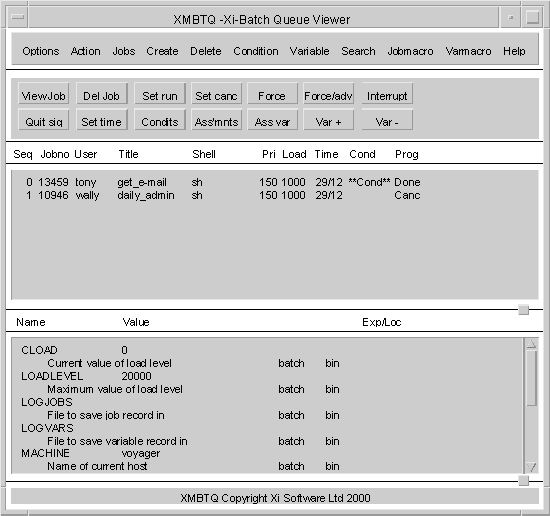 XMBTQ -Xi-Batch Queue Viewer
Options Action Jobs Create Delete Condition Variable Search Jobmacro Varmacro Help
View Job Del Job Set run Set canc Force Force/adv Interrupt
Quit sig Set time Condits Ass'mnts Ass var Var + Var -
Seq Jobno User Title Shell Pri Load Time Cond Prog
0 13459 tony get_e-mail sh 150 1000 29/12 **Cond** Done
1 10946 wally daily_admin sh 150 1000 29/12 Canc
Name Value Exp/Loc
CLOAD 0
Current value of load level batch bin
LOADLEVEL 20000
Maximum value of load level batch bin
LOGJOBS
File to save job record in batch bin
LOGVARS
File to save variable record in batch bin
MACHINE voyager
Name of current host batch bin
XMBTQ Copyright Xi Software Ltd 2000